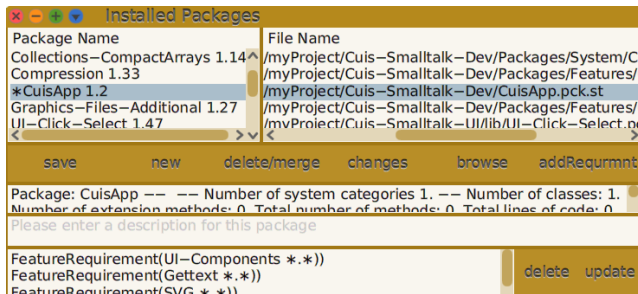 Installed Packages
Package Name
File Name
Collections−CompactArrays 1.14
/myProject/Cuis−Smalltalk−Dev/Packages/System/C
Compression 1.33
/myProject/Cuis−Smalltalk−Dev/Packages/Features/
∗CuisApp 1.2
/myProject/Cuis−Smalltalk−Dev/CuisApp.pck.st
Graphics−Files−Additional 1.27
/myProject/Cuis−Smalltalk−Dev/Packages/Features/
UI−Click−Select 1.47
/myProject/Cuis−Smalltalk−UI/lib/UI−Click−Select.pc
save new delete/merge changes browse addRequrmnt
Package: CuisApp −− −− Number of system categories 1. −− Number of classes: 1.
Number of extension methods: 0. Total number of methods: 0. Total lines of code: 0.
Please enter a description for this package
FeatureRequirement(UI−Components ∗.∗))
FeatureRequirement(Gettext ∗.∗))
FeatureRequirement(SVG ∗.∗))
delete update